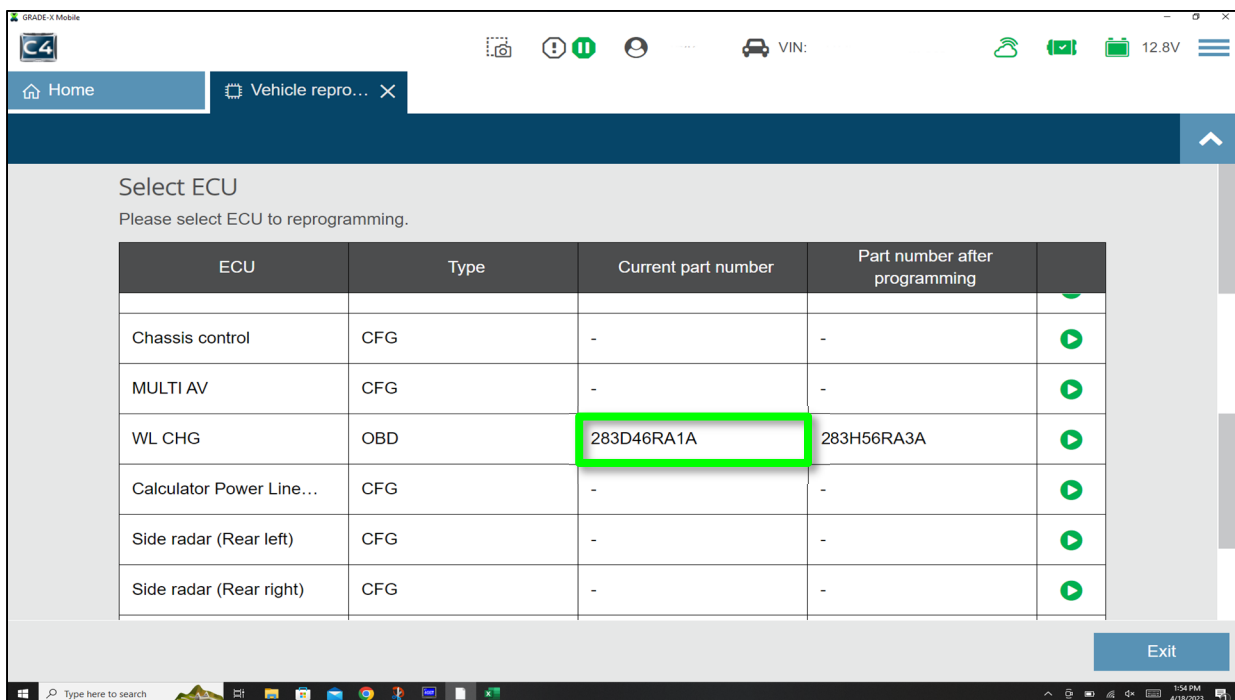 GRADE-X Mobile
C4
VIN:
12.8V
Home
Vehicle repro...
Select ECU
Please select ECU to reprogramming.
ECU Type Current part number Part number after programming
Chassis control CFG - -
MULTI AV CFG - -
WL CHG OBD 283D46RA1A 283H56RA3A
Calculator Power Line... CFG - -
Side radar (Rear left) CFG - -
Side radar (Rear right) CFG - -
Exit
Type here to search
1:54 PM
4/18/2023